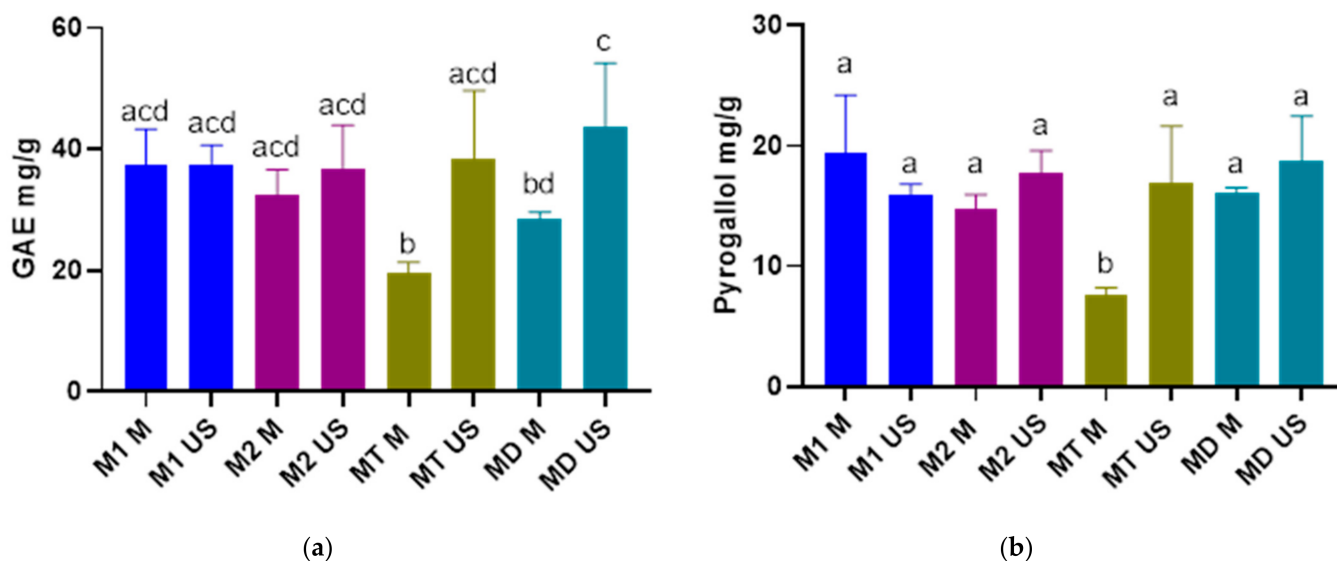 GAE mg/g
60
40
20
0
acd
acd
acd
acd
b
acd
bd
c
M1 M
M1 US
M2 M
M2 US
MT M
MT US
MD M
MD US
(a)
Pyrogallol mg/g
30
20
10
0
a
a
a
a
b
a
a
a
M1 M
M1 US
M2 M
M2 US
MT M
MT US
MD M
MD US
(b)